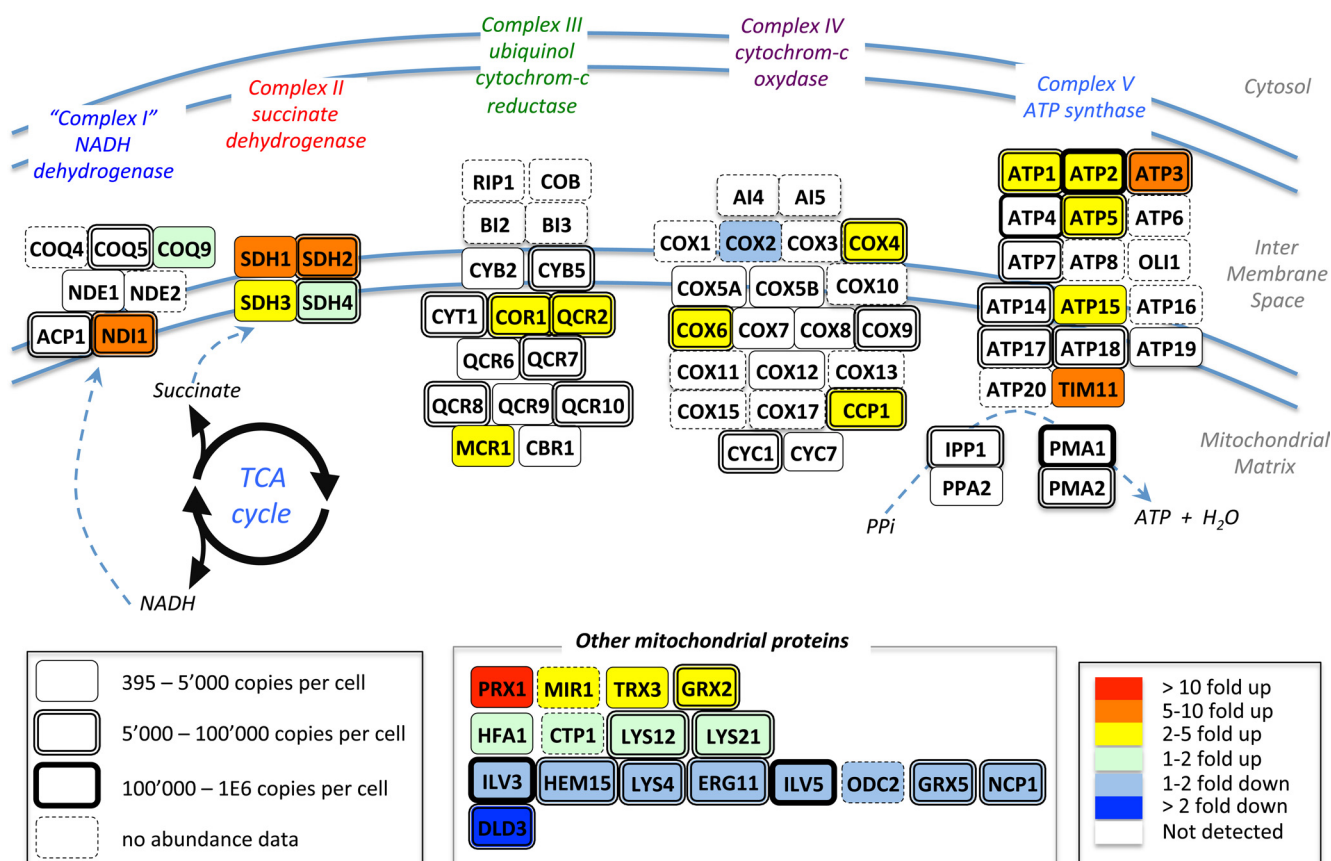 Complex III
ubiquinol
cytochrom-c
reductase
Complex IV
cytochrom-c
oxydase
Complex II
succinate
dehydrogenase
Complex V
ATP synthase
Cytosol
“Complex I”
NADH
dehydrogenase
Inter
Membrane
Space
Mitochondrial
Matrix
COQ4 COQ5 COQ9
NDE1 NDE2
ACP1 NDI1
SDH1 SDH2
SDH3 SDH4
RIP1 COB
BI2 BI3
CYB2 CYB5
CYT1 COR1 QCR2
QCR6 QCR7
QCR8 QCR9 QCR10
MCR1 CBR1
AI4 AI5
COX1 COX2 COX3 COX4
COX5A COX5B COX10
COX6 COX7 COX8 COX9
COX11 COX12 COX13
COX15 COX17 CCP1
CYC1 CYC7
ATP1 ATP2 ATP3
ATP4 ATP5 ATP6
ATP7 ATP8 OLI1
ATP14 ATP15 ATP16
ATP17 ATP18 ATP19
ATP20 TIM11
IPP1 PMA1
PPA2 PMA2
PPi
ATP + H₂O
Succinate
TCA
cycle
NADH
395 – 5’000 copies per cell
5’000 – 100’000 copies per cell
100’000 – 1E6 copies per cell
no abundance data
Other mitochondrial proteins
PRX1 MIR1 TRX3 GRX2
HFA1 CTP1 LYS12 LYS21
ILV3 HEM15 LYS4 ERG11 ILV5 ODC2 GRX5 NCP1
DLD3
> 10 fold up
5-10 fold up
2-5 fold up
1-2 fold up
1-2 fold down
> 2 fold down
Not detected